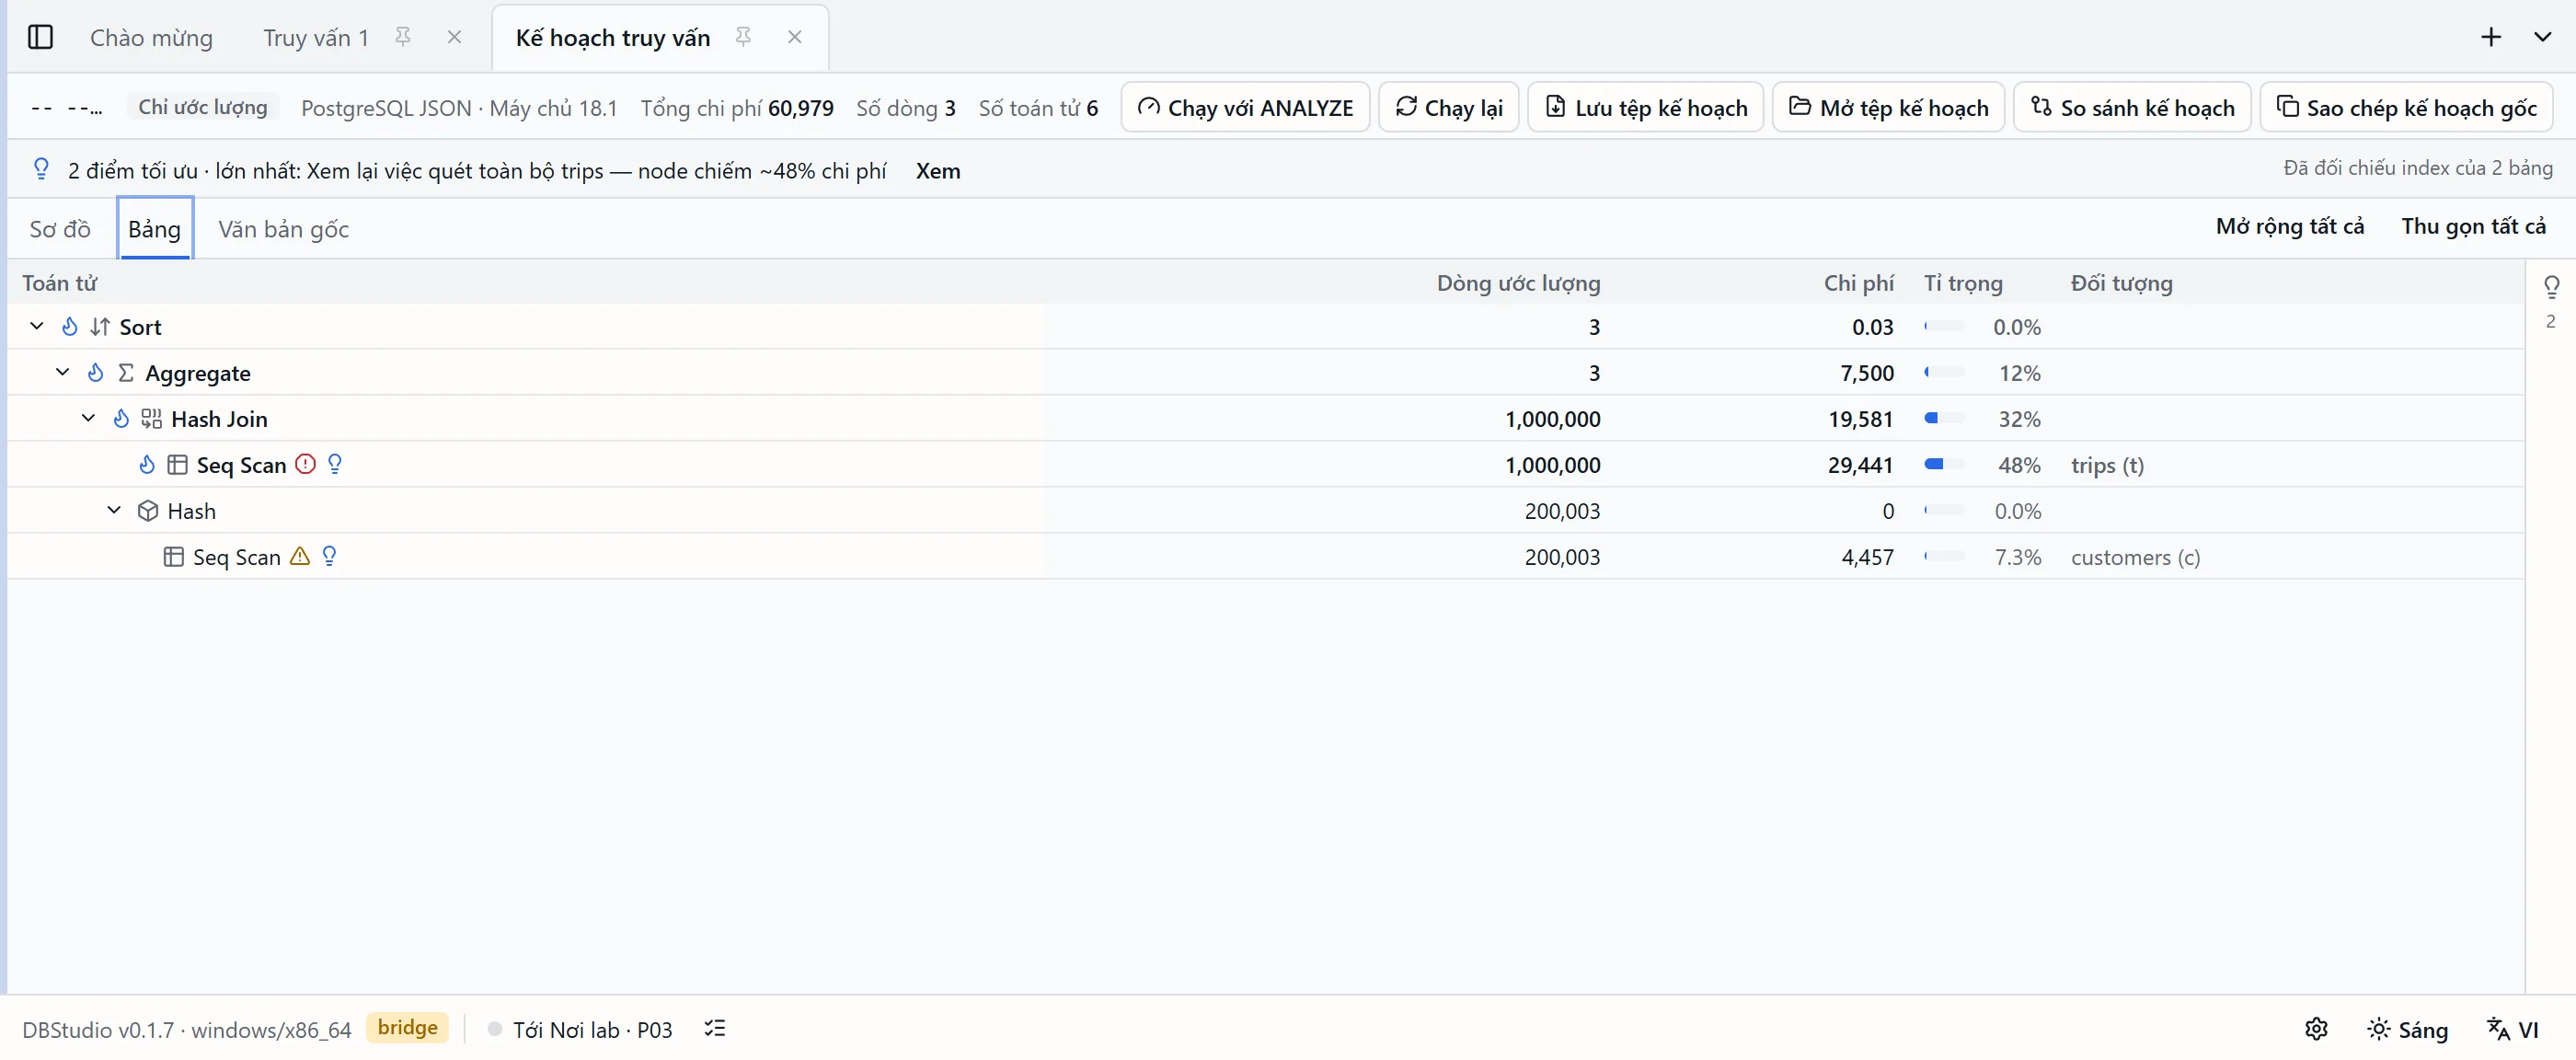 Chào mừng Truy vấn 1 Kế hoạch truy vấn
-- --… Chỉ ước lượng PostgreSQL JSON · Máy chủ 18.1 Tổng chi phí 60,979 Số dòng 3 Số toán tử 6 Chạy với ANALYZE Chạy lại Lưu tệp kế hoạch Mở tệp kế hoạch So sánh kế hoạch Sao chép kế hoạch gốc
2 điểm tối ưu · lớn nhất: Xem lại việc quét toàn bộ trips — node chiếm ~48% chi phí Xem Đã đối chiếu index của 2 bảng
Sơ đồ Bảng Văn bản gốc Mở rộng tất cả Thu gọn tất cả
Toán tử Dòng ước lượng Chi phí Tỉ trọng Đối tượng
Sort 3 0.03 0.0%
2
Aggregate 3 7,500 12%
Hash Join 1,000,000 19,581 32%
Seq Scan 1,000,000 29,441 48% trips (t)
Hash 200,003 0 0.0%
Seq Scan 200,003 4,457 7.3% customers (c)
DBStudio v0.1.7 · windows/x86_64 bridge Tới Nơi lab · P03 Sáng VI